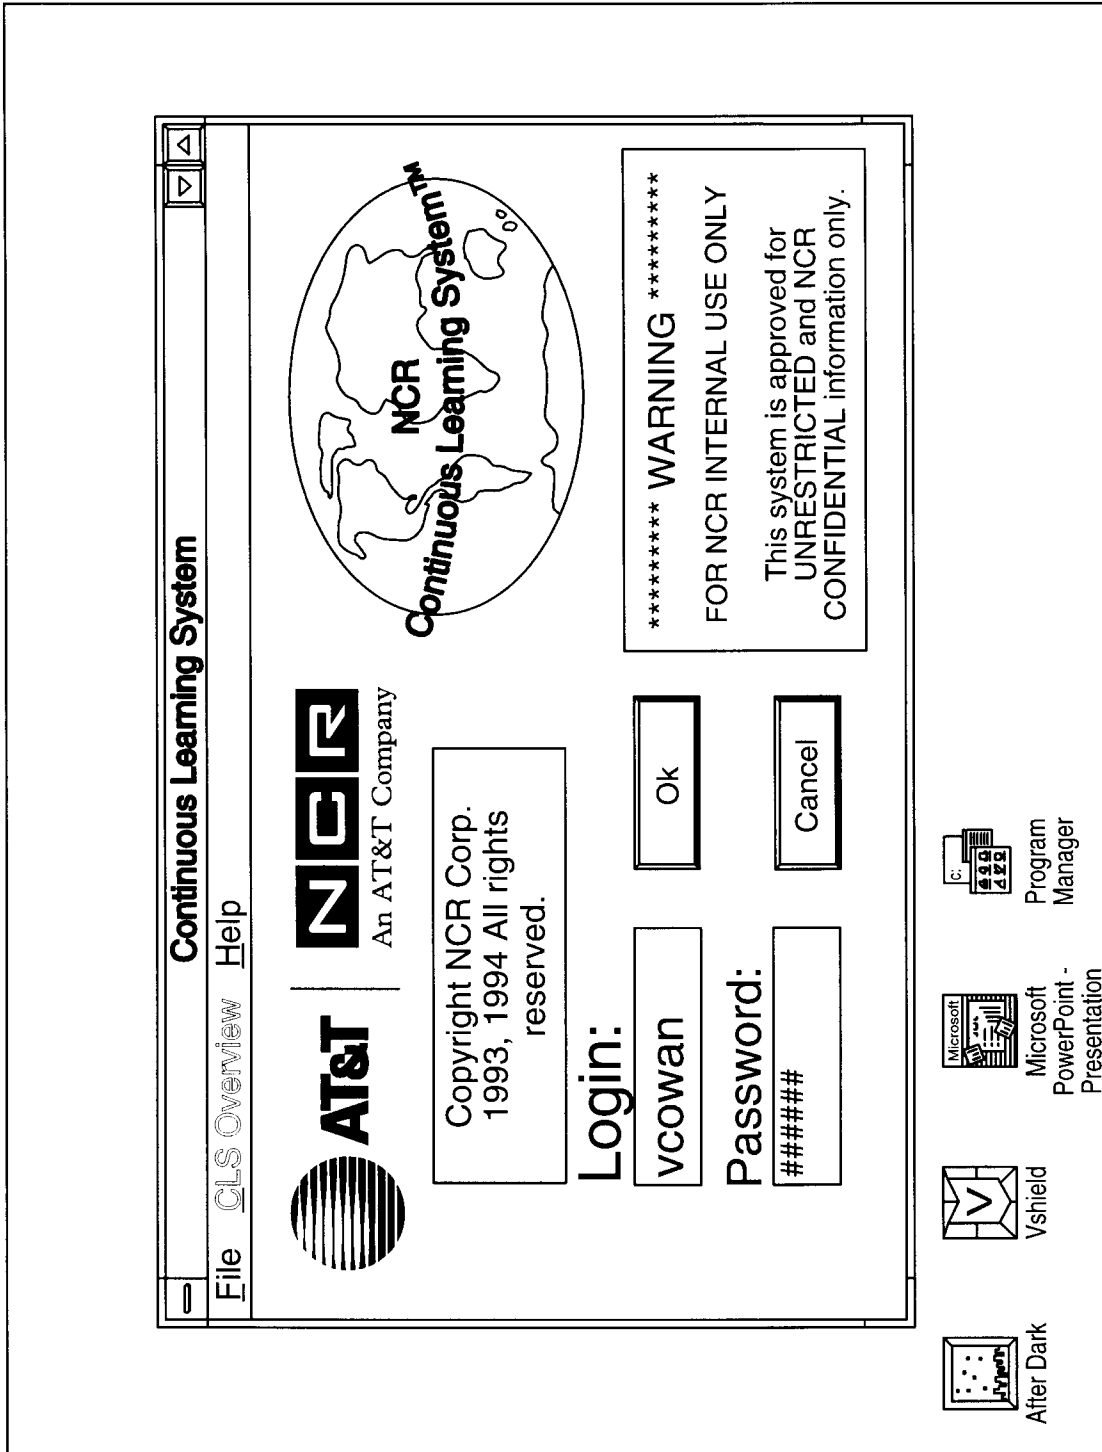 Continuous Learning System
File CLS Overview Help
AT&T
NCR
An AT&T Company
NCR
Continuous Learning System™
Copyright NCR Corp.
1993, 1994 All rights
reserved.
Login:
vcowan
Ok
Password:
######
Cancel
********* WARNING *********
FOR NCR INTERNAL USE ONLY
This system is approved for
UNRESTRICTED and NCR
CONFIDENTIAL information only.
After Dark
V
Vshield
Microsoft
Microsoft
PowerPoint -
Presentation
c:
Program
Manager